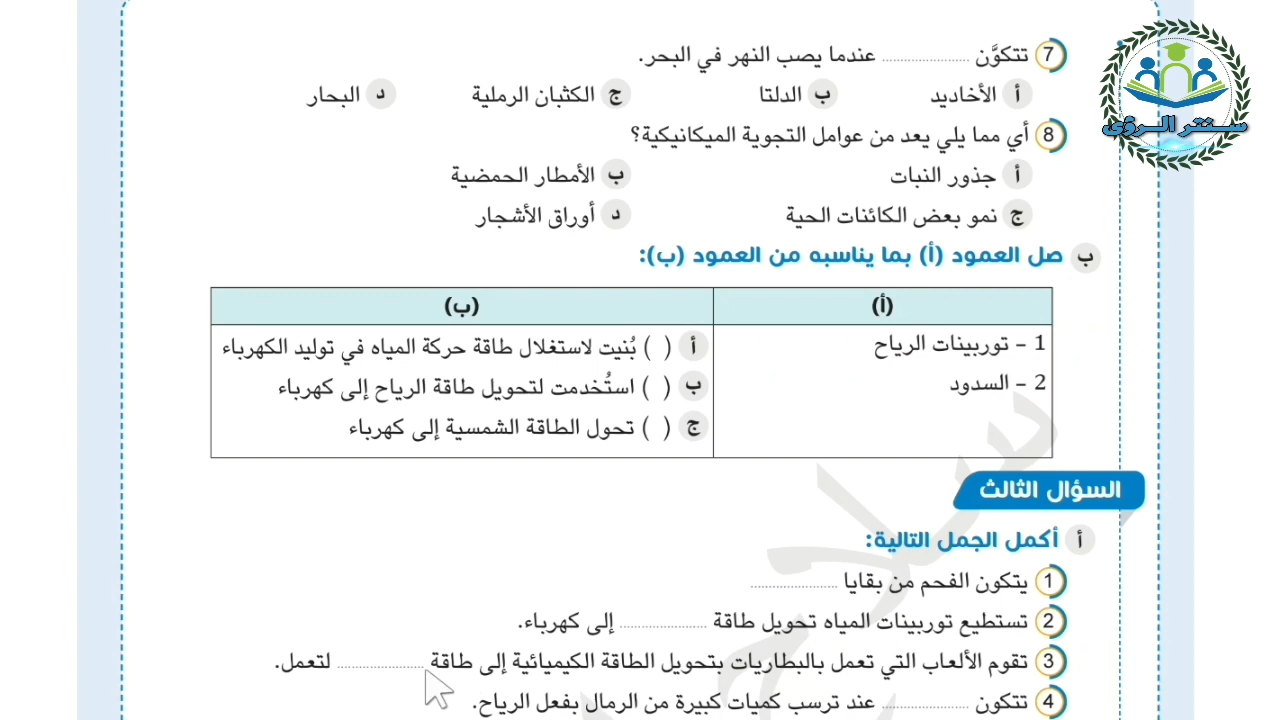 سنتر الرؤى
7 تتكوَّن ........................ عندما يصب النهر في البحر.
أ الأخاديد ب الدلتا ج الكثبان الرملية د البحار
8 أي مما يلي يعد من عوامل التجوية الميكانيكية؟
أ جذور النبات ب الأمطار الحمضية
ج نمو بعض الكائنات الحية د أوراق الأشجار
ب صل العمود (أ) بما يناسبه من العمود (ب):
(أ) (ب)
1 – توربينات الرياح أ ( ) بُنيت لاستغلال طاقة حركة المياه في توليد الكهرباء
2 – السدود ب ( ) استُخدمت لتحويل طاقة الرياح إلى كهرباء
ج ( ) تحول الطاقة الشمسية إلى كهرباء
السؤال الثالث
أ أكمل الجمل التالية:
1 يتكون الفحم من بقايا ........................
2 تستطيع توربينات المياه تحويل طاقة ........................ إلى كهرباء.
3 تقوم الألعاب التي تعمل بالبطاريات بتحويل الطاقة الكيميائية إلى طاقة ........................ لتعمل.
4 تتكون ........................ عند ترسب كميات كبيرة من الرمال بفعل الرياح.